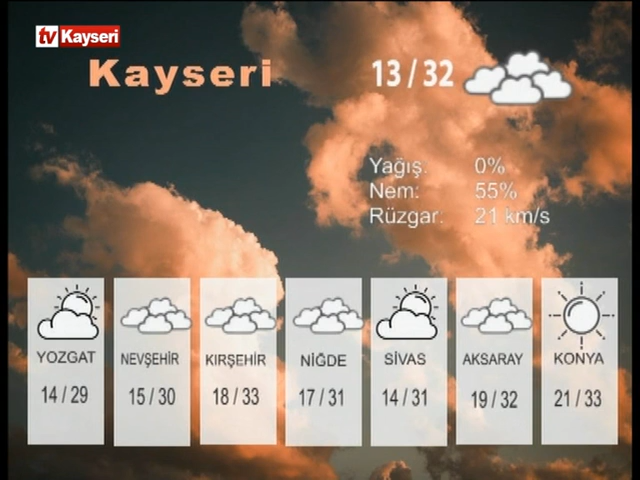 tv Kayseri
Kayseri 13 / 32
Yağış: 0%
Nem: 55%
Rüzgar: 21 km/s
YOZGAT NEVŞEHİR KIRŞEHİR NİĞDE SİVAS AKSARAY KONYA
14 / 29 15 / 30 18 / 33 17 / 31 14 / 31 19 / 32 21 / 33